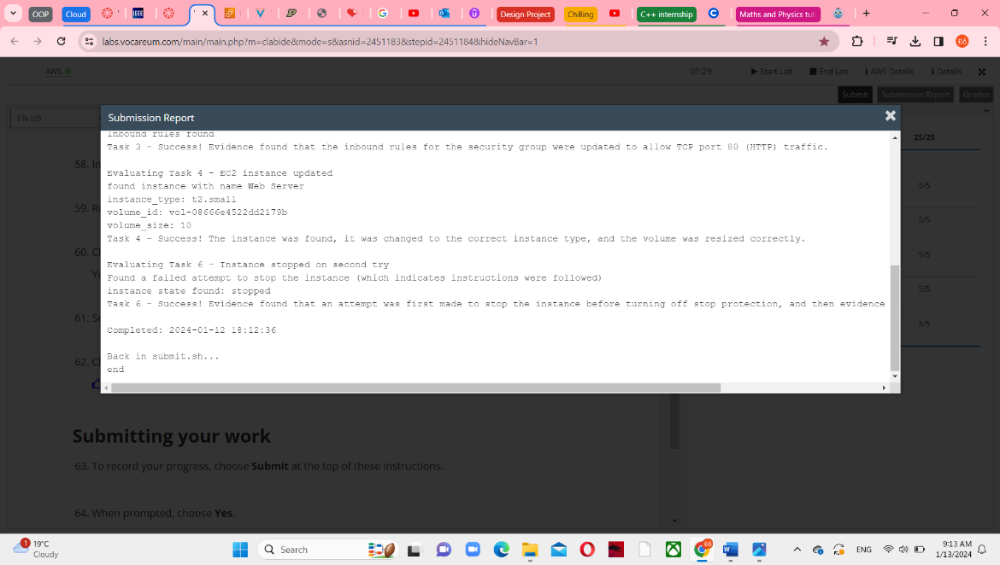 OOP
Cloud
IEEE
Design Project
Chilling
C++ internship
Maths and Physics tut
labs.vocareum.com/main/main.php?m=clabide&mode=s&asnid=2451183&stepid=2451184&hideNavBar=1
AWS
01:29
Start Lab
End Lab
AWS Details
Details
Submit
Submission Report
Grades
EN-US
Submission Report
Inbound rules found
Task 3 - Success! Evidence found that the inbound rules for the security group were updated to allow TCP port 80 (HTTP) traffic.
Evaluating Task 4 - EC2 instance updated
found instance with name Web Server
instance_type: t2.small
volume_id: vol-08666e4522dd2179b
volume_size: 10
Task 4 - Success! The instance was found, it was changed to the correct instance type, and the volume was resized correctly.
Evaluating Task 6 - Instance stopped on second try
Found a failed attempt to stop the instance (which indicates instructions were followed)
instance state found: stopped
Task 6 - Success! Evidence found that an attempt was first made to stop the instance before turning off stop protection, and then evidence
Completed: 2024-01-12 18:12:36
Back in submit.sh...
end
25/25
5/5
5/5
5/5
5/5
5/5
58. In
59. R
60. C
Ye
61. Se
62. C
Submitting your work
63. To record your progress, choose Submit at the top of these instructions.
64. When prompted, choose Yes.
1
19°C
Cloudy
Search
ENG
9:13 AM
1/13/2024